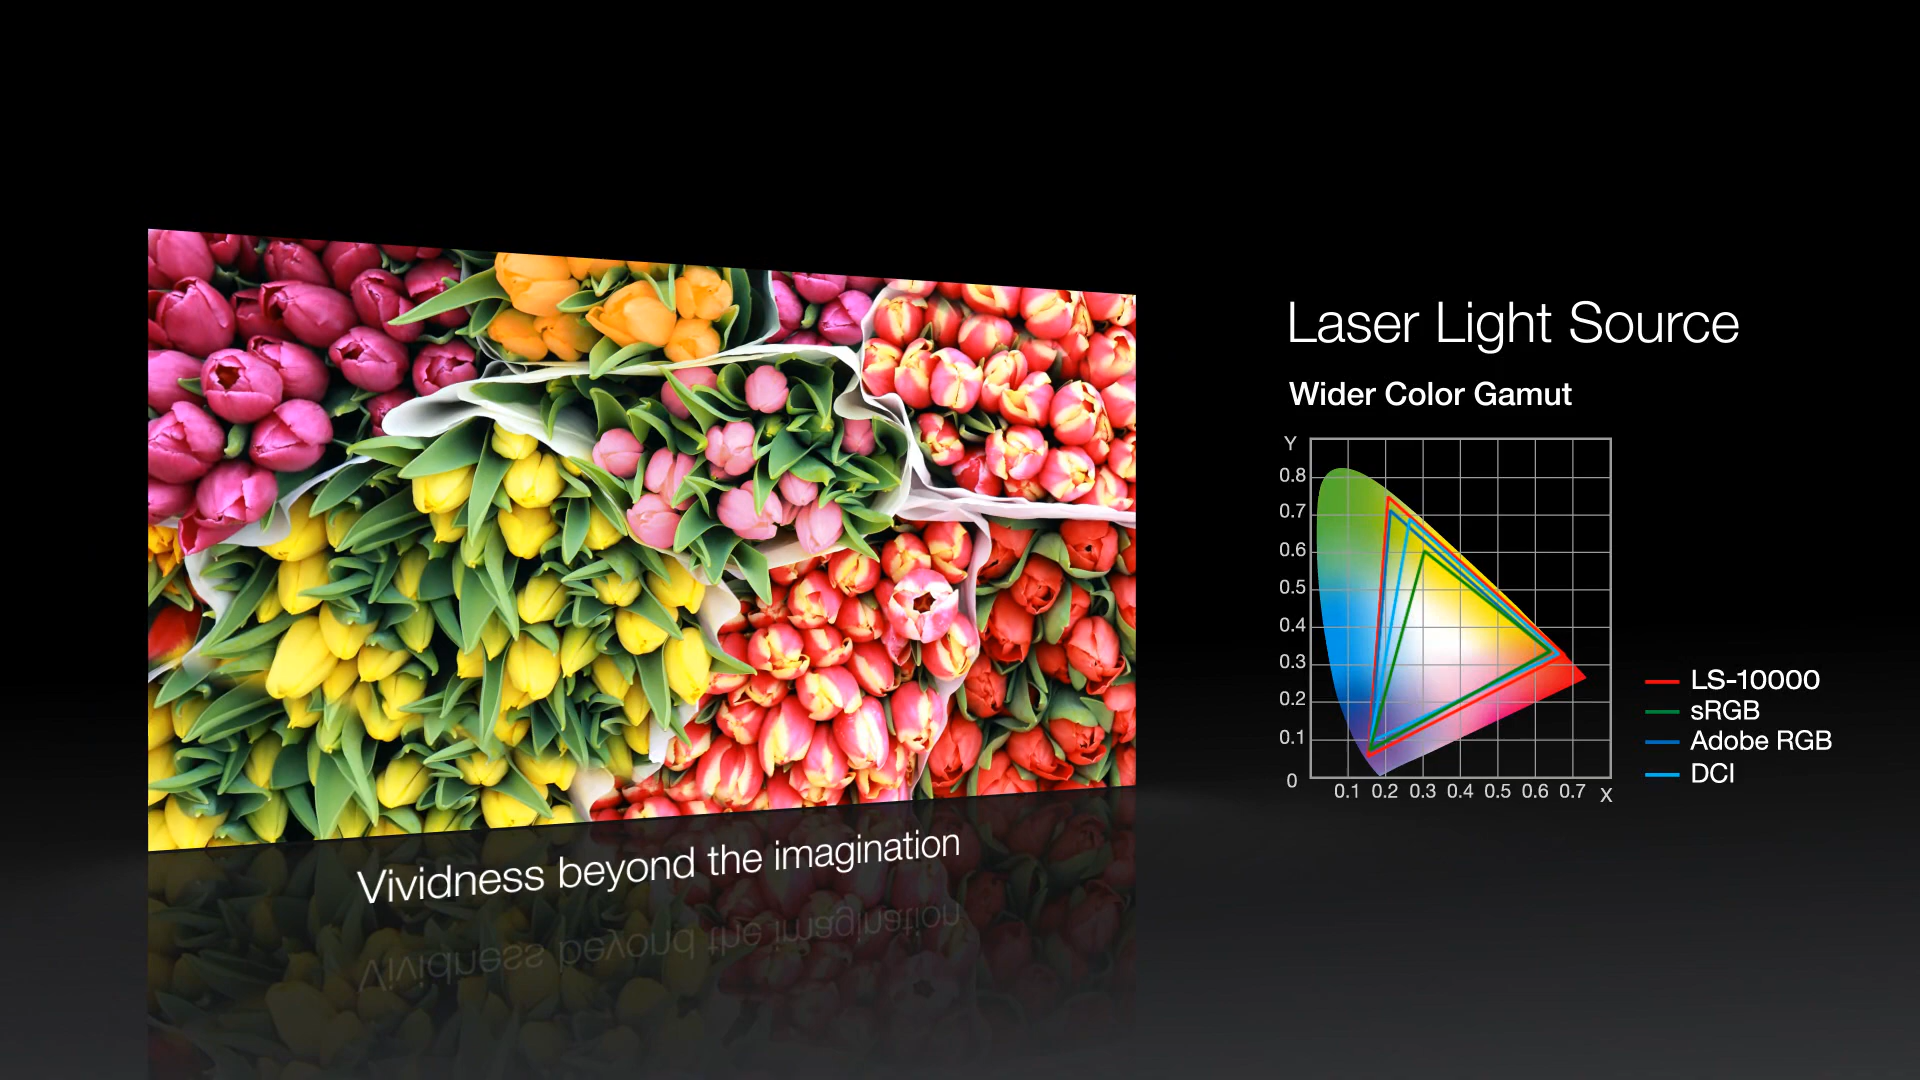 Laser Light Source
Wider Color Gamut
Y
0.8
0.7
0.6
0.5
0.4
0.3
0.2
0.1
0
0.1 0.2 0.3 0.4 0.5 0.6 0.7 X
LS-10000
sRGB
Adobe RGB
DCI
Vividness beyond the imagination